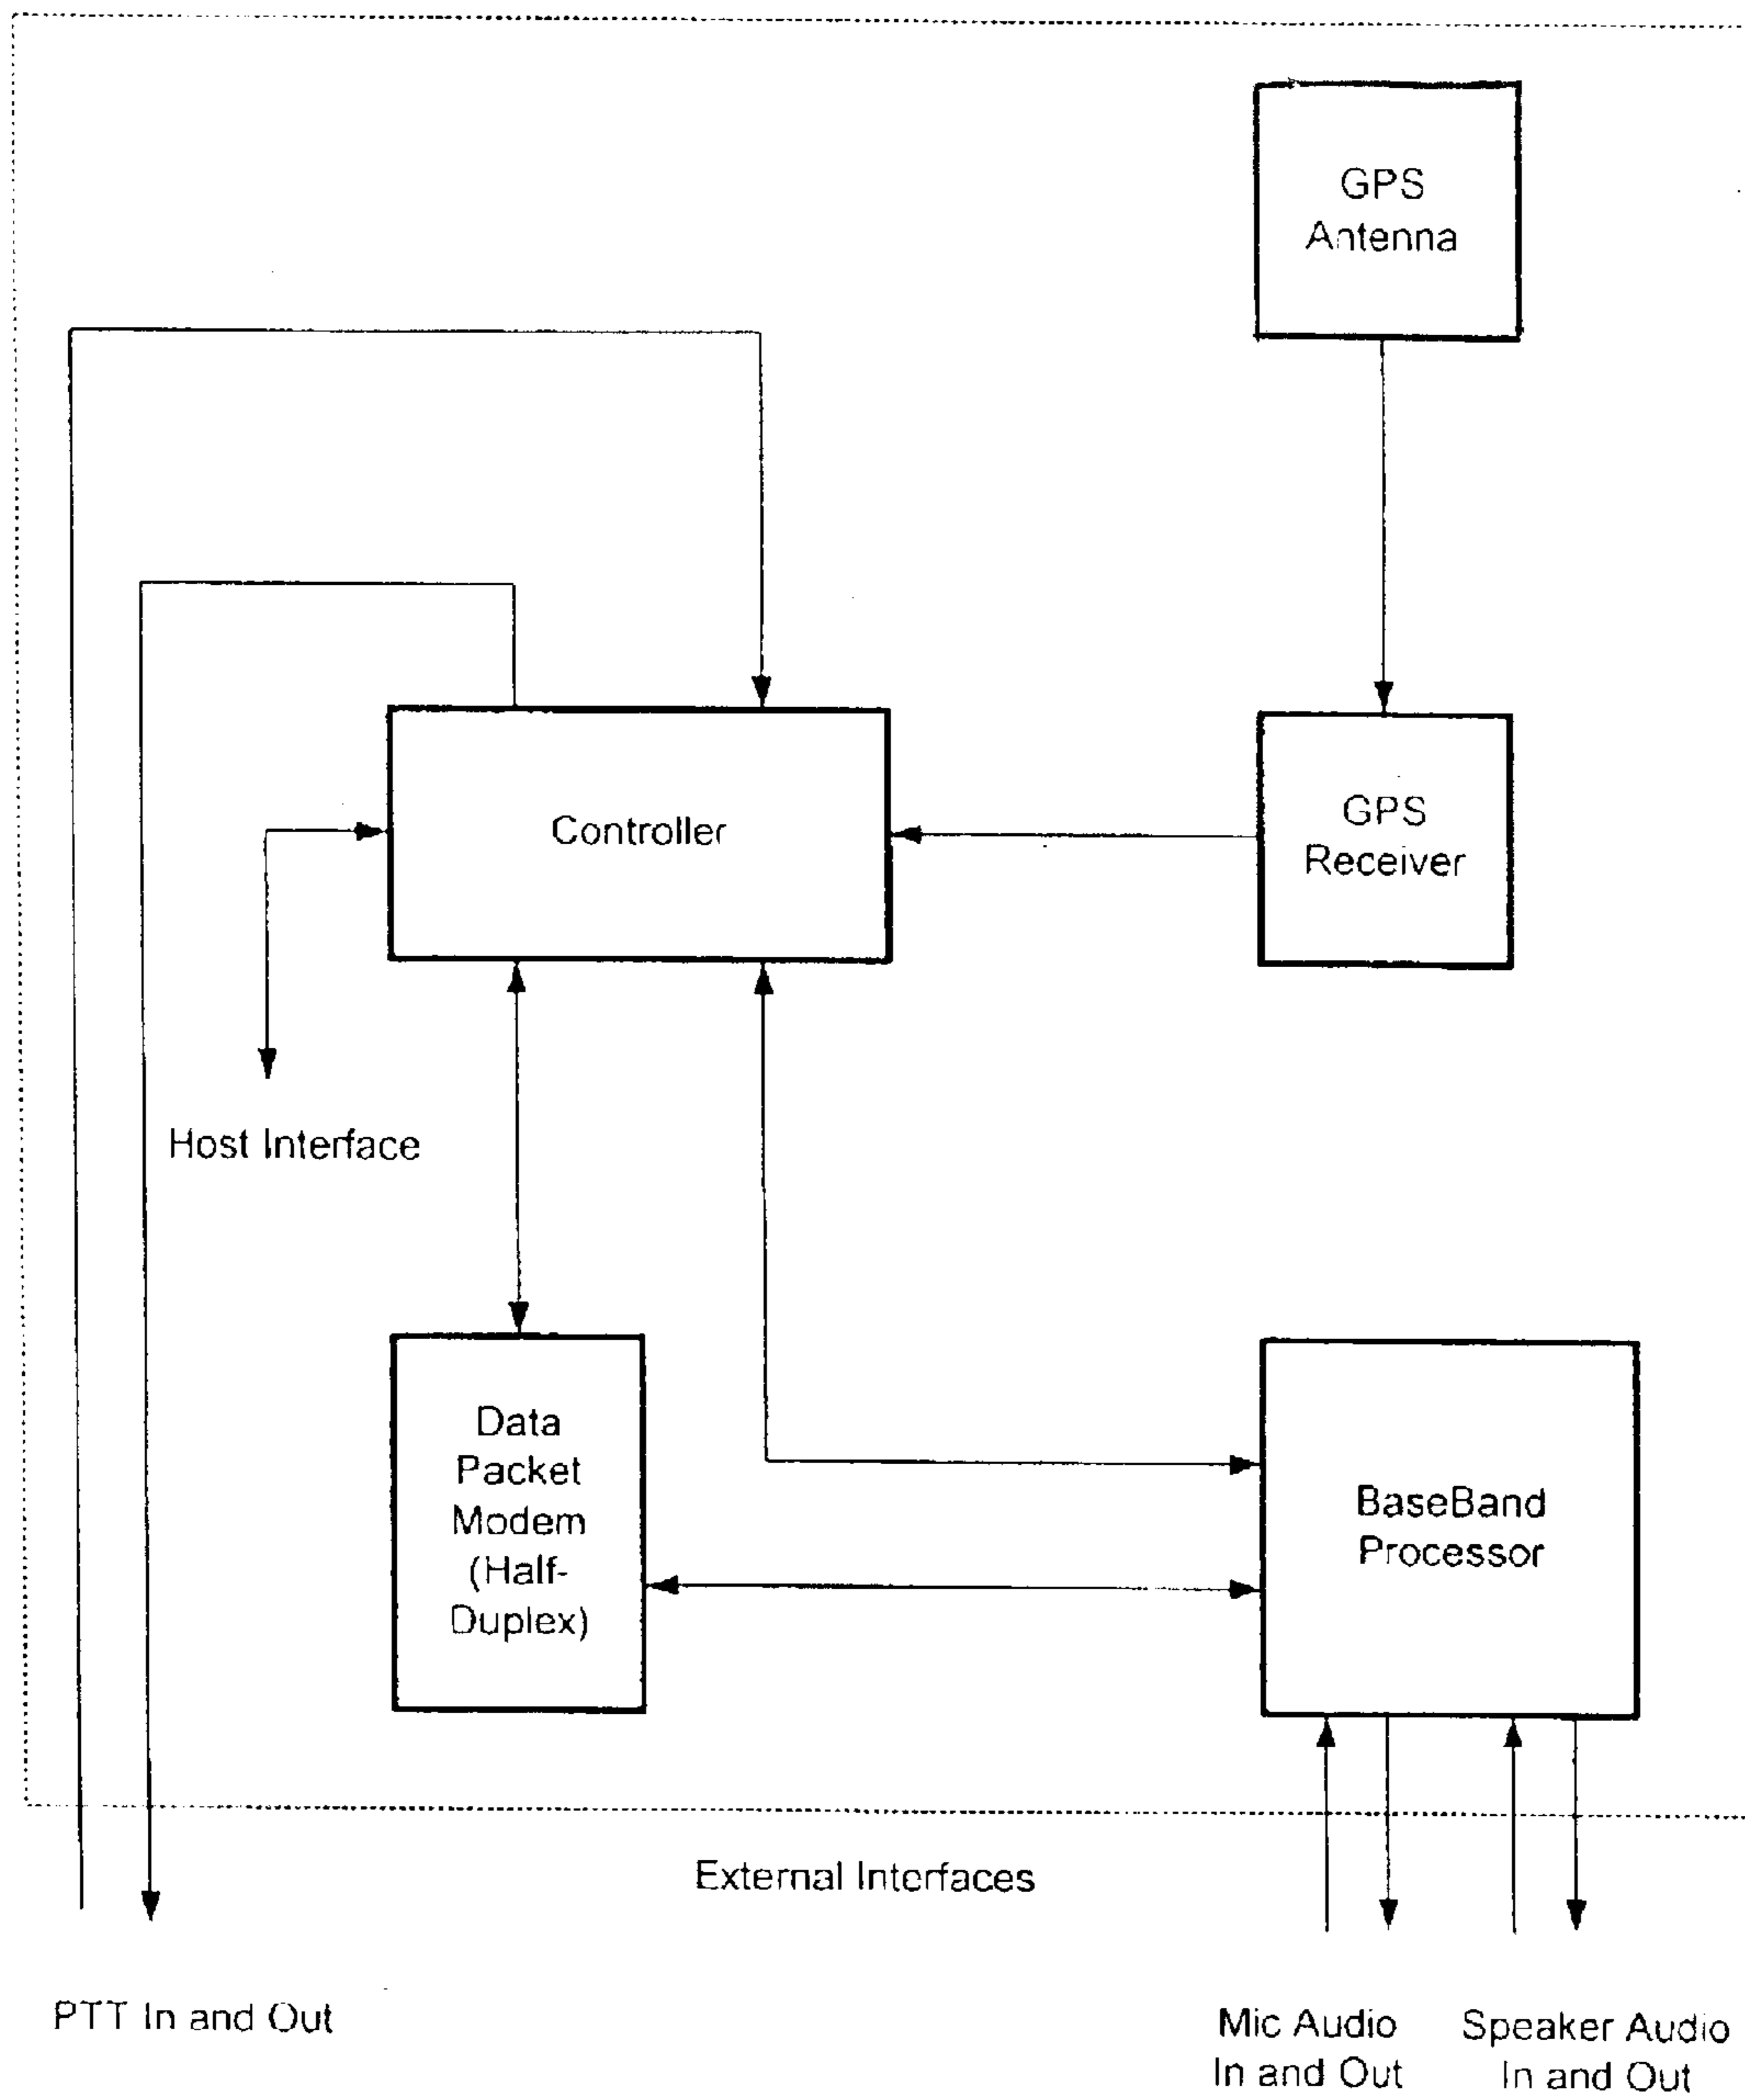 GPS
Antenna
Controller
GPS
Receiver
Host Interface
Data
Packet
Modem
(Half-
Duplex)
BaseBand
Processor
External Interfaces
PTT In and Out
Mic Audio
In and Out
Speaker Audio
In and Out